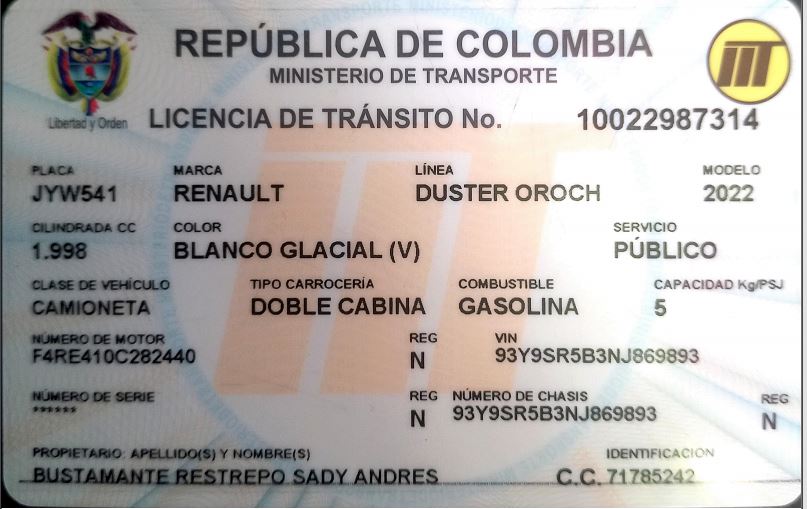 REPÚBLICA DE COLOMBIA
MINISTERIO DE TRANSPORTE
Libertad y Orden
LICENCIA DE TRÁNSITO No. 10022987314
PLACA MARCA LÍNEA MODELO
JYW541 RENAULT DUSTER OROCH 2022
CILINDRADA CC COLOR SERVICIO
1.998 BLANCO GLACIAL (V) PÚBLICO
CLASE DE VEHÍCULO TIPO CARROCERÍA COMBUSTIBLE CAPACIDAD Kg/PSJ
CAMIONETA DOBLE CABINA GASOLINA 5
NÚMERO DE MOTOR REG VIN
F4RE410C282440 N 93Y9SR5B3NJ869893
NÚMERO DE SERIE REG NÚMERO DE CHASIS REG
****** N 93Y9SR5B3NJ869893 N
PROPIETARIO: APELLIDO(S) Y NOMBRE(S) IDENTIFICACIÓN
BUSTAMANTE RESTREPO SADY ANDRES C.C. 71785242